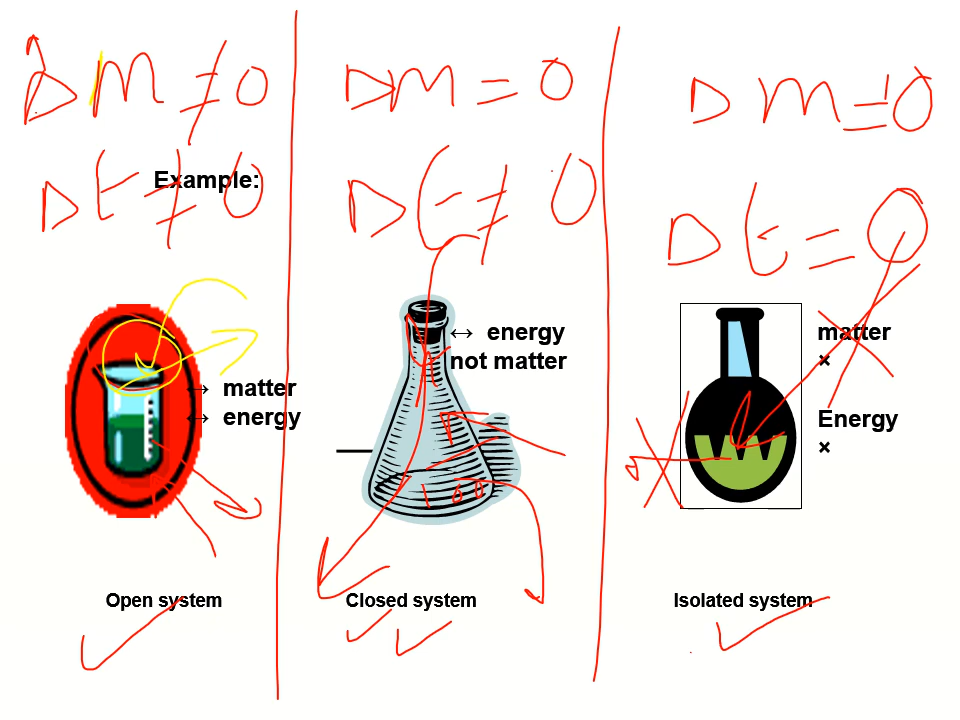 ΔM ≠ 0
ΔE ≠ 0
Example:
↔ matter
↔ energy
Open system
ΔM = 0
ΔE ≠ 0
↔ energy
not matter
100
Closed system
Δm = 0
ΔE = 0
matter
×
Energy
×
Isolated system